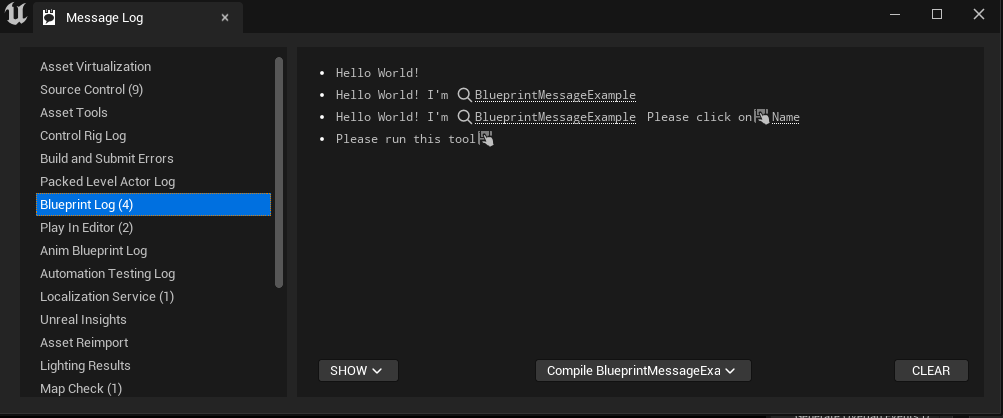 Message Log
Asset Virtualization
Source Control (9)
Asset Tools
Control Rig Log
Build and Submit Errors
Packed Level Actor Log
Blueprint Log (4)
Play In Editor (2)
Anim Blueprint Log
Automation Testing Log
Localization Service (1)
Unreal Insights
Asset Reimport
Lighting Results
Map Check (1)
Hello World!
Hello World! I'm BlueprintMessageExample
Hello World! I'm BlueprintMessageExample Please click on Name
Please run this tool
SHOW
Compile BlueprintMessageExa
CLEAR